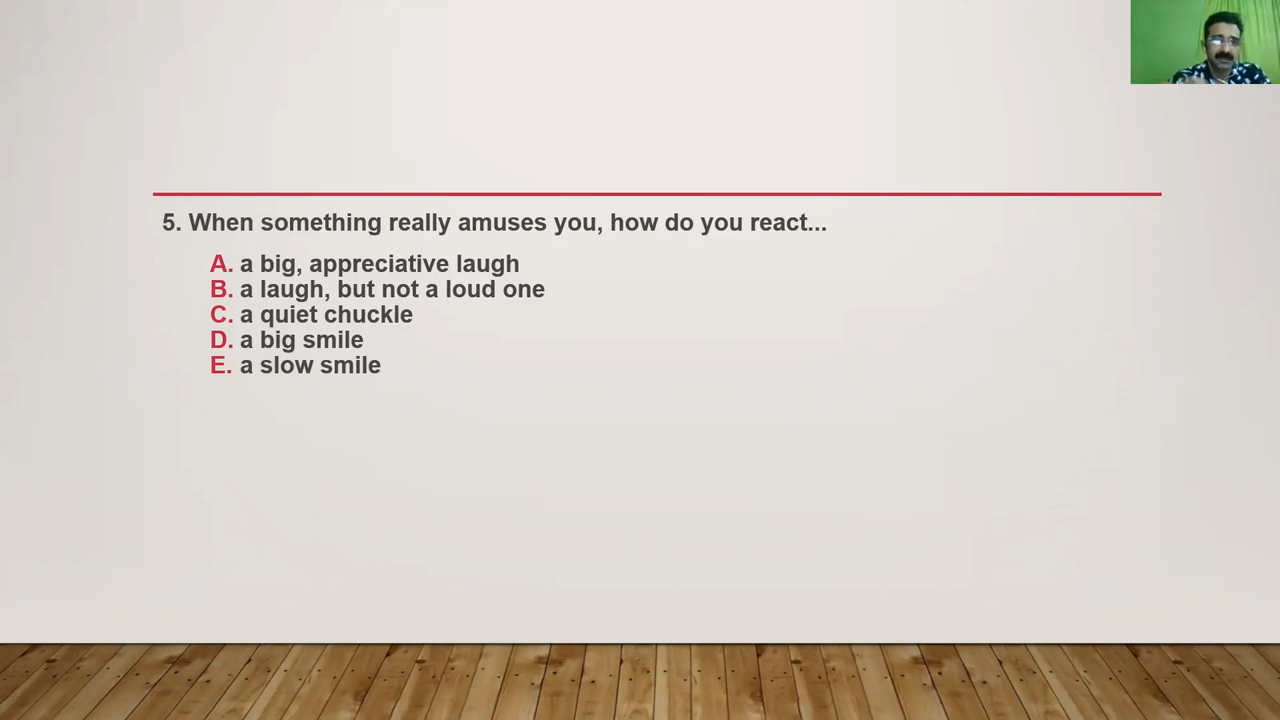 5. When something really amuses you, how do you react...
A. a big, appreciative laugh
B. a laugh, but not a loud one
C. a quiet chuckle
D. a big smile
E. a slow smile